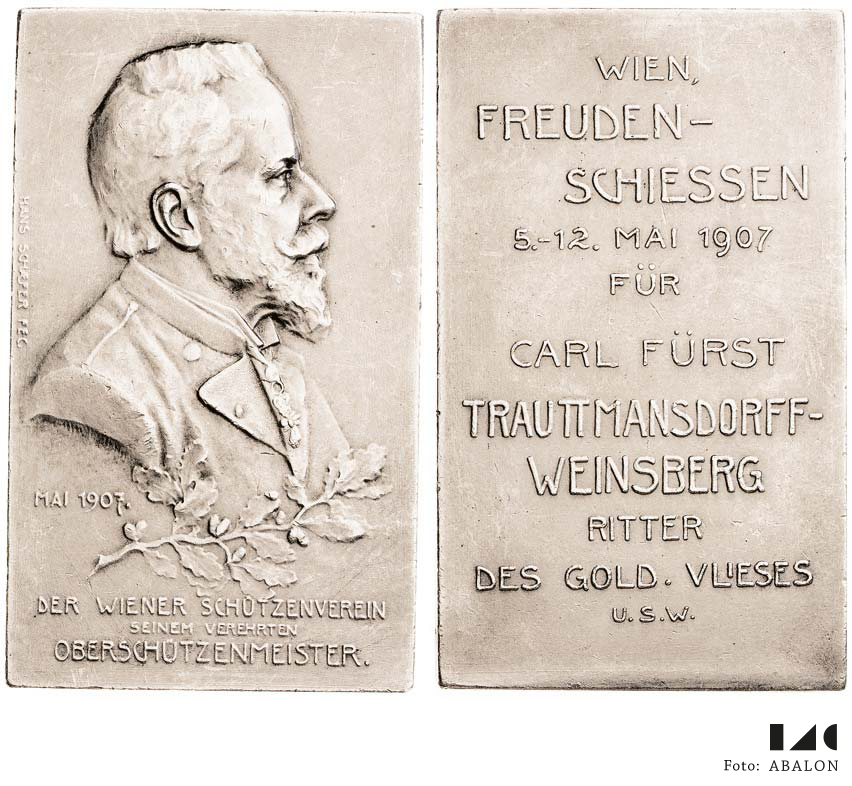 HANS SCHÆFER FEC.
MAI 1907.
DER WIENER SCHÜTZENVEREIN
SEINEM VEREHRTEN
OBERSCHÜTZENMEISTER.
WIEN,
FREUDEN-
SCHIESSEN
5.-12. MAI 1907
FÜR
CARL FÜRST
TRAUTTMANSDORFF-
WEINSBERG
RITTER
DES GOLD. VLIESES
U.S.W.
Foto: ABALON